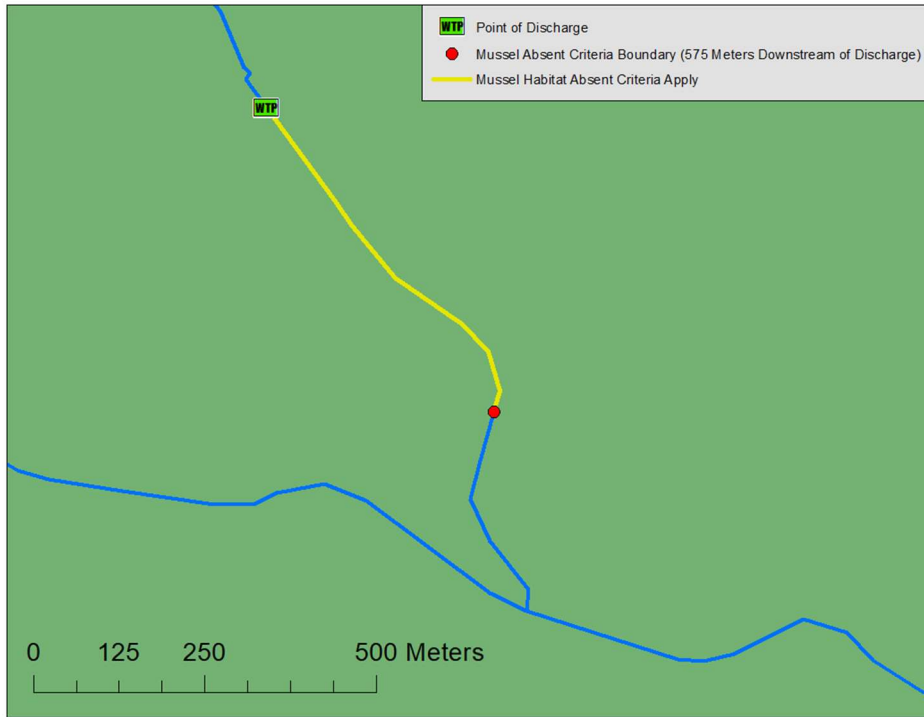 WTP Point of Discharge
Mussel Absent Criteria Boundary (575 Meters Downstream of Discharge)
Mussel Habitat Absent Criteria Apply
WTP
0 125 250 500 Meters